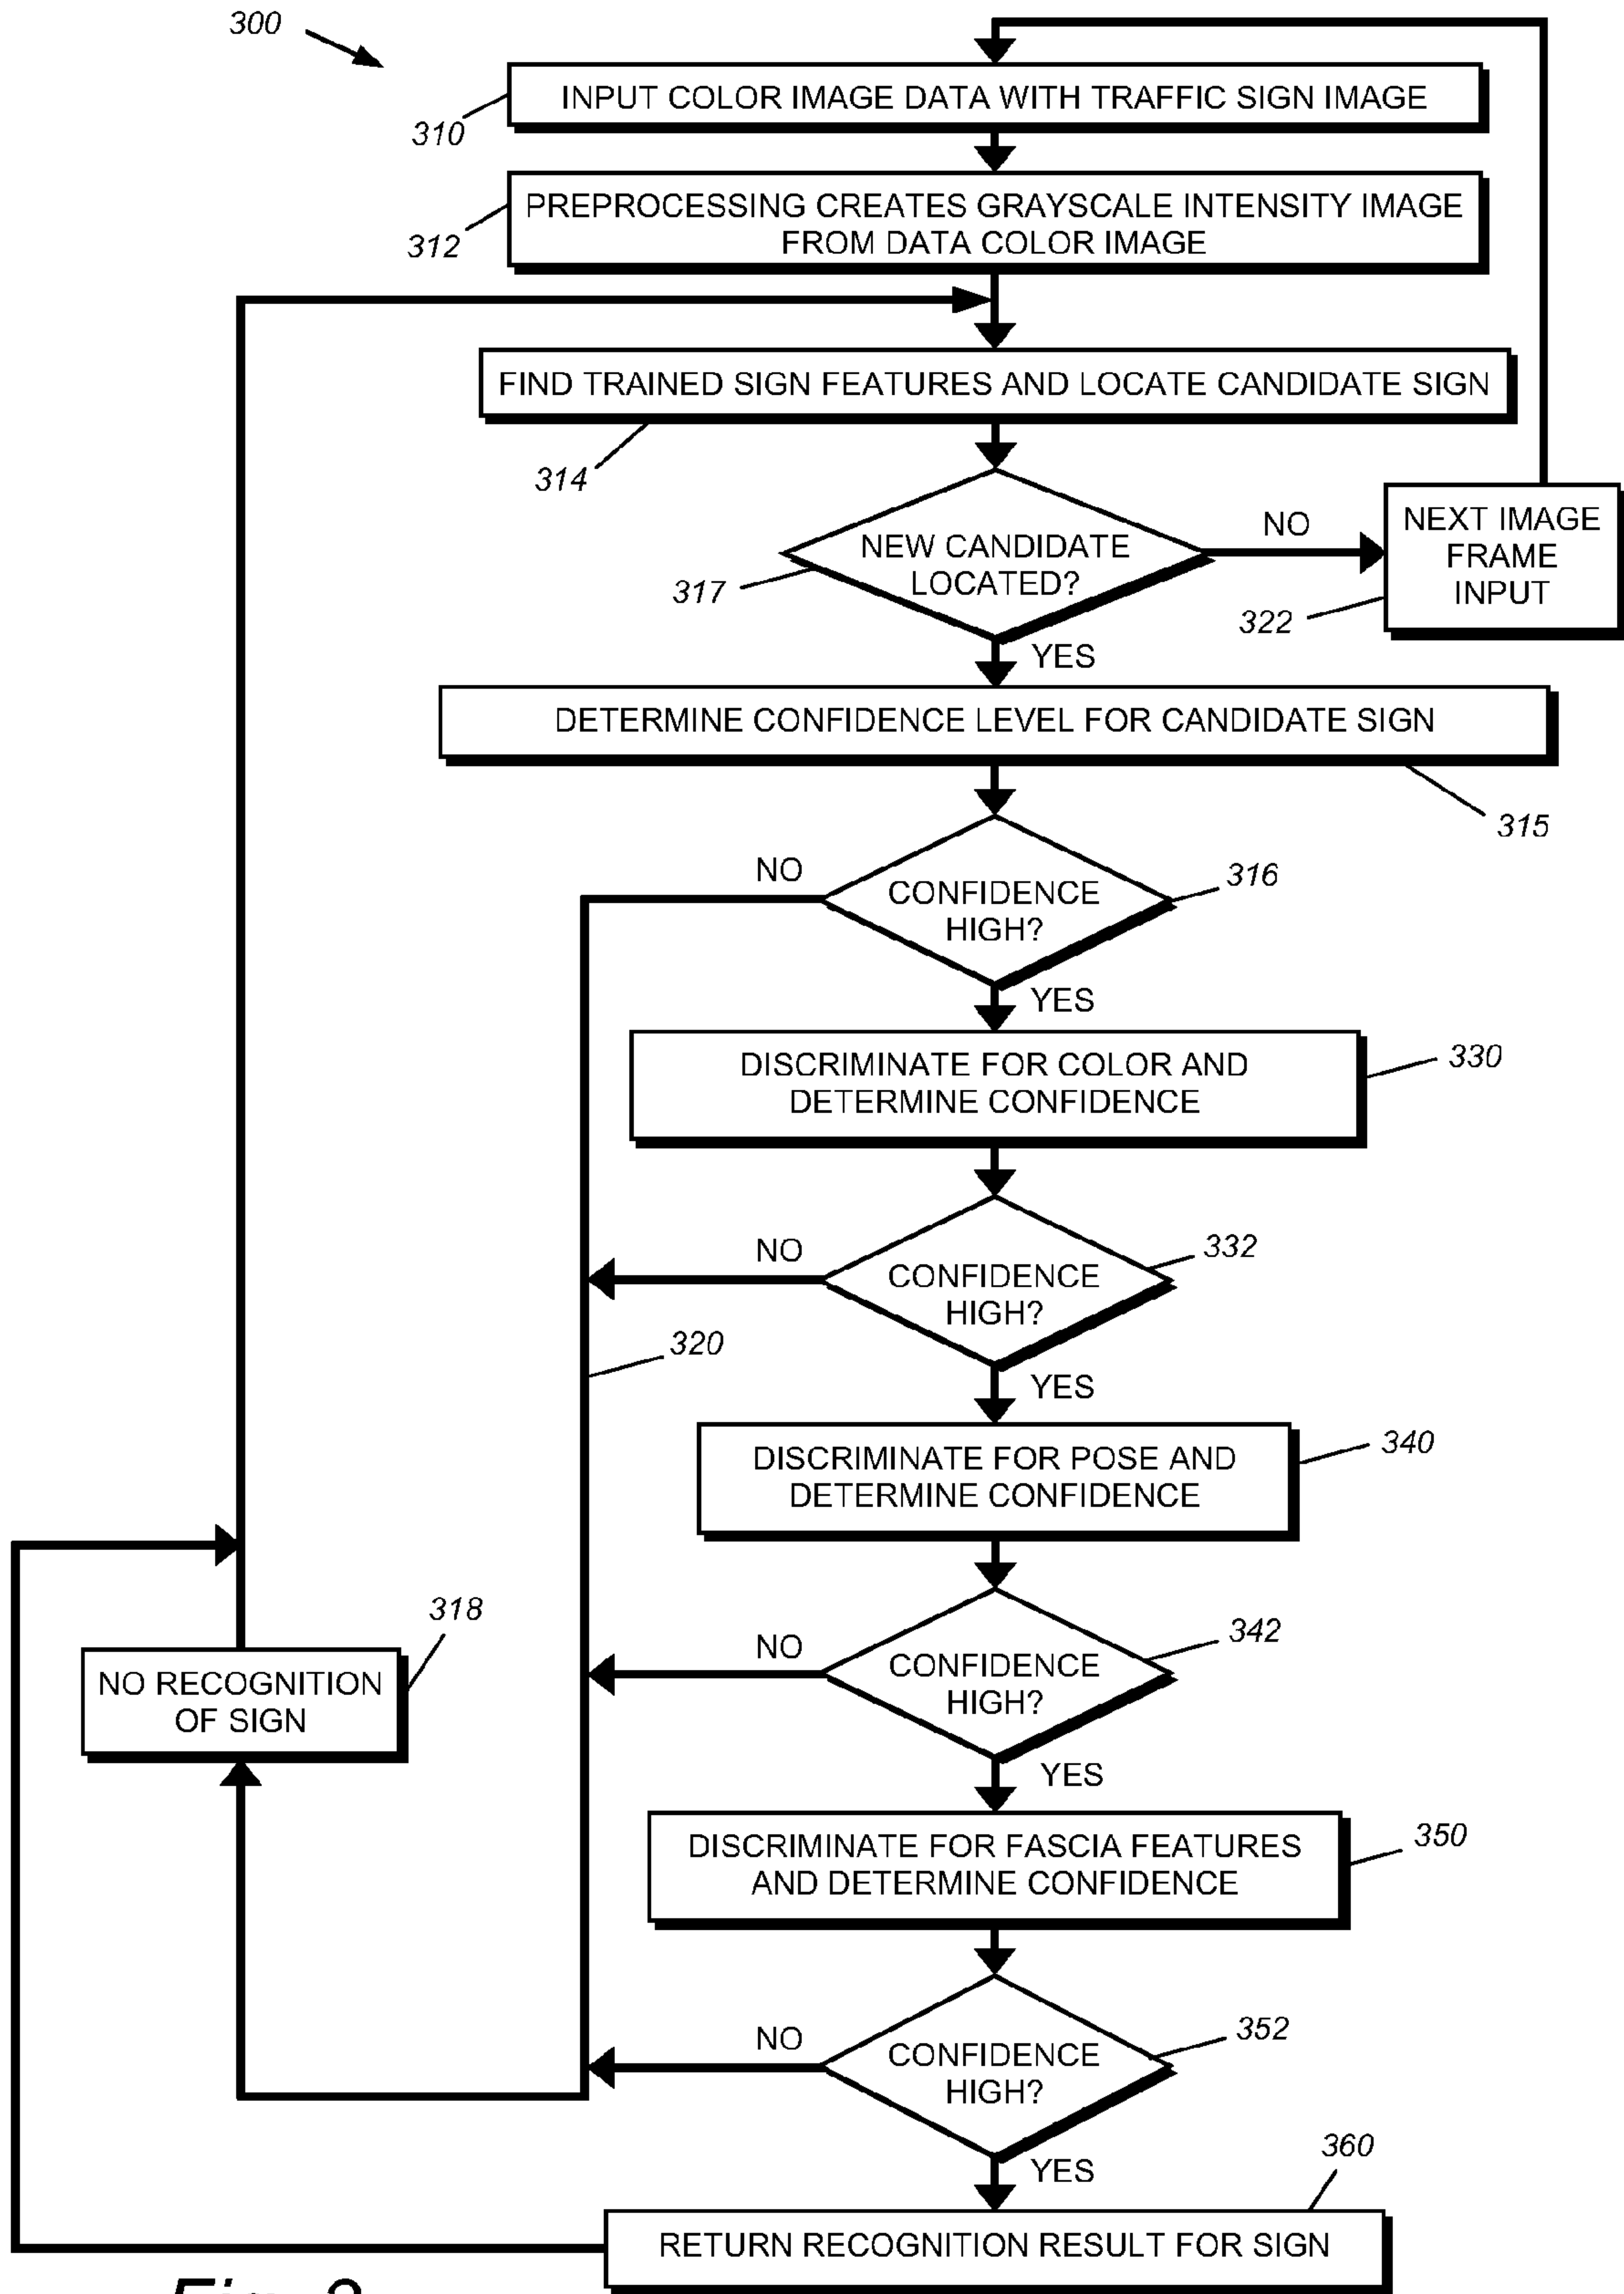 300
INPUT COLOR IMAGE DATA WITH TRAFFIC SIGN IMAGE
310
PREPROCESSING CREATES GRAYSCALE INTENSITY IMAGE
FROM DATA COLOR IMAGE
312
FIND TRAINED SIGN FEATURES AND LOCATE CANDIDATE SIGN
314
NEW CANDIDATE
LOCATED?
317
NO
NEXT IMAGE
FRAME
INPUT
322
YES
DETERMINE CONFIDENCE LEVEL FOR CANDIDATE SIGN
315
NO
CONFIDENCE
HIGH?
316
YES
DISCRIMINATE FOR COLOR AND
DETERMINE CONFIDENCE
330
NO
CONFIDENCE
HIGH?
332
320
YES
DISCRIMINATE FOR POSE AND
DETERMINE CONFIDENCE
340
318
NO RECOGNITION
OF SIGN
NO
CONFIDENCE
HIGH?
342
YES
DISCRIMINATE FOR FASCIA FEATURES
AND DETERMINE CONFIDENCE
350
NO
CONFIDENCE
HIGH?
352
YES
360
RETURN RECOGNITION RESULT FOR SIGN